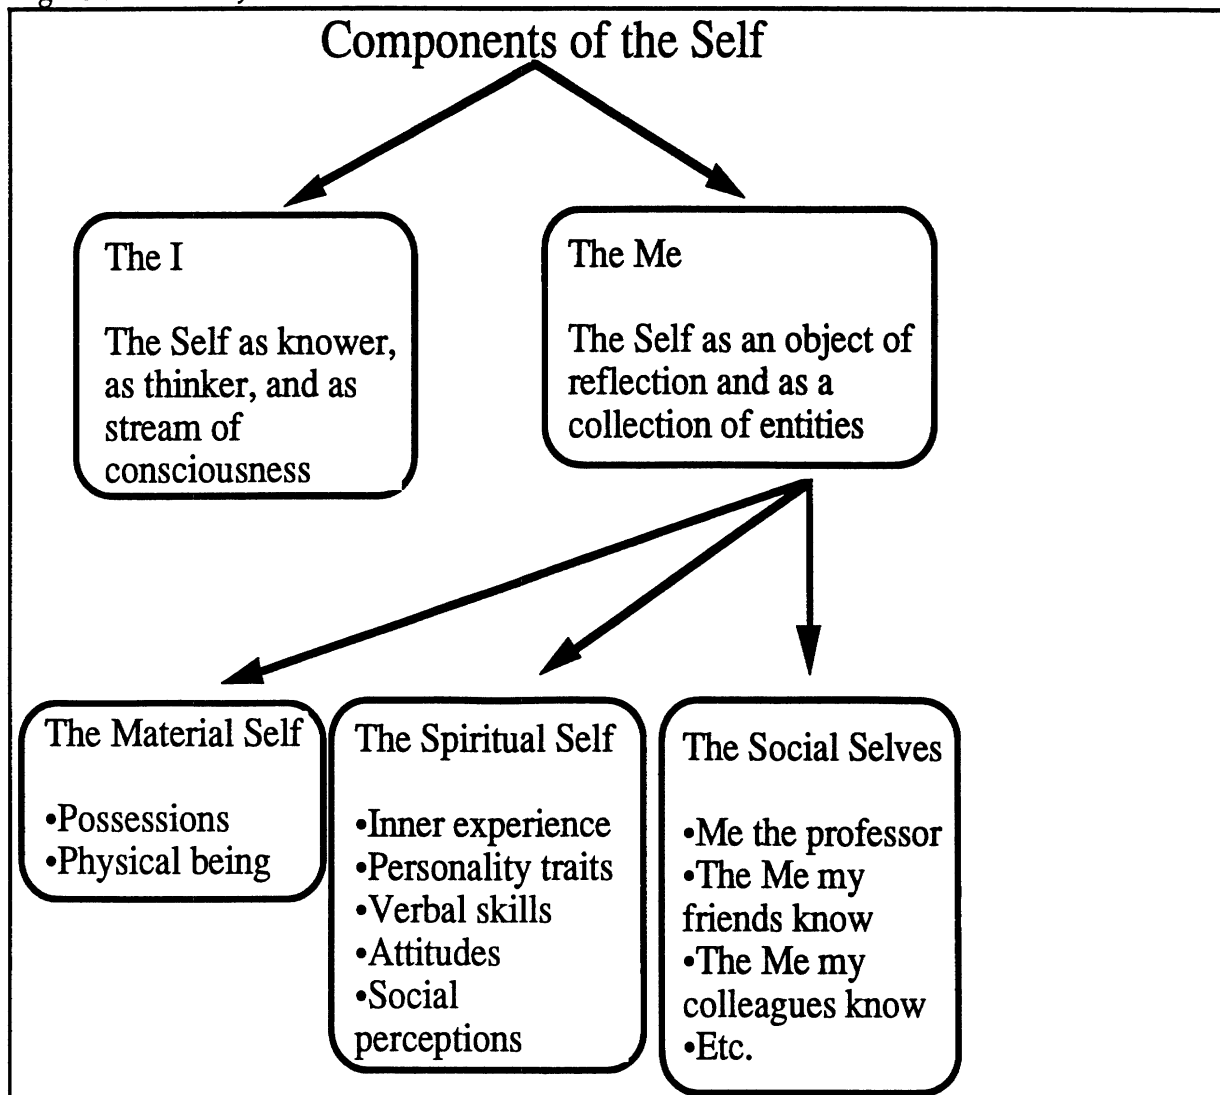 Components of the Self
The I
The Self as knower,
as thinker, and as
stream of
consciousness
The Me
The Self as an object of
reflection and as a
collection of entities
The Material Self
•Possessions
•Physical being
The Spiritual Self
•Inner experience
•Personality traits
•Verbal skills
•Attitudes
•Social
perceptions
The Social Selves
•Me the professor
•The Me my
friends know
•The Me my
colleagues know
•Etc.